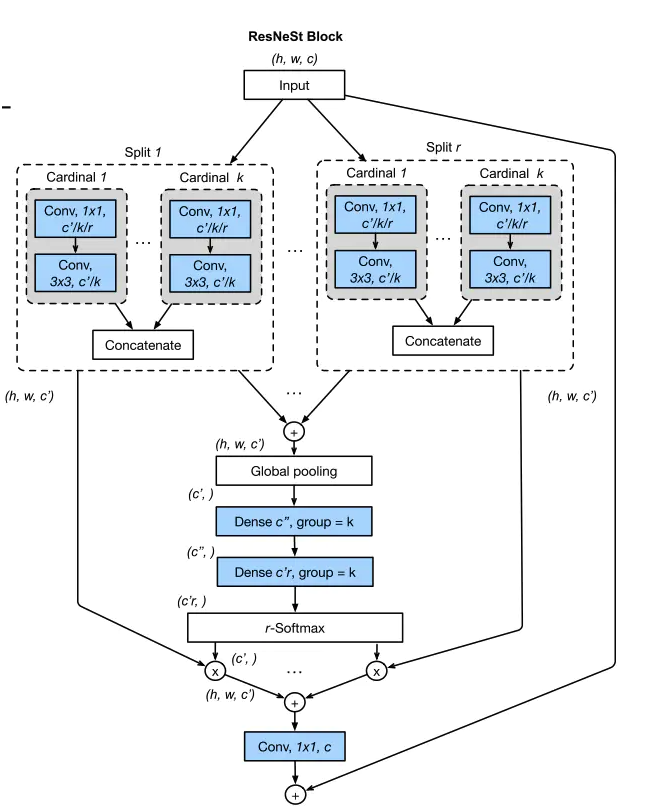 ResNeSt Block
(h, w, c)
Input
Split 1
Split r
Cardinal 1
Cardinal k
Cardinal 1
Cardinal k
Conv, 1x1,
c’/k/r
Conv, 1x1,
c’/k/r
Conv, 1x1,
c’/k/r
Conv, 1x1,
c’/k/r
...
...
...
Conv,
3x3, c’/k
Conv,
3x3, c’/k
Conv,
3x3, c’/k
Conv,
3x3, c’/k
Concatenate
Concatenate
(h, w, c’)
...
(h, w, c’)
+
(h, w, c’)
Global pooling
(c’, )
Dense c”, group = k
(c”, )
Dense c’r, group = k
(c’r, )
r-Softmax
(c’, )
x
...
x
(h, w, c’)
+
Conv, 1x1, c
+